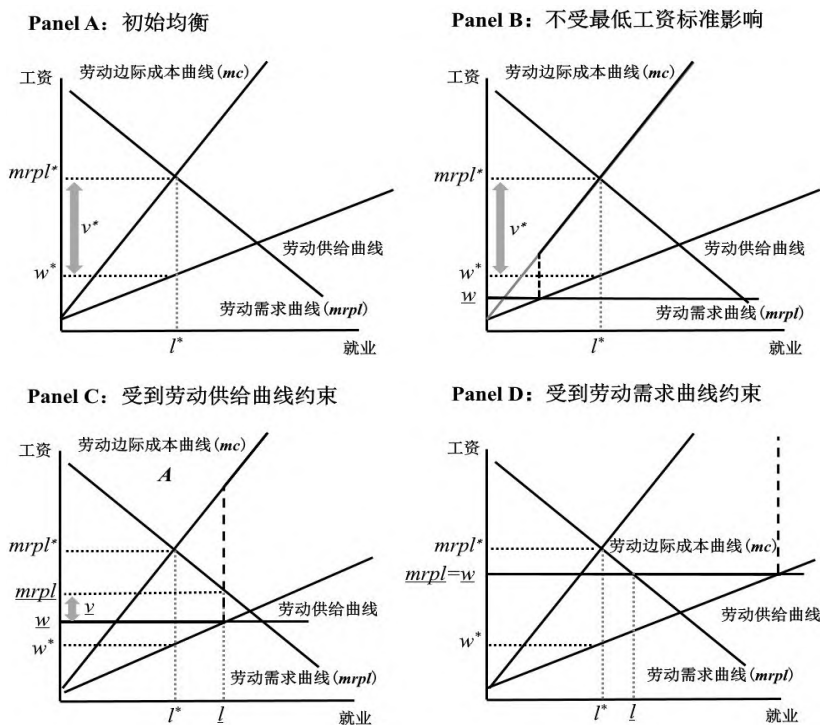 Panel A：初始均衡
工资
劳动边际成本曲线(mc)
mrpl*
v*
w*
劳动供给曲线
劳动需求曲线(mrpl)
l*
就业
Panel B：不受最低工资标准影响
工资
劳动边际成本曲线(mc)
mrpl*
v*
w*
w
劳动供给曲线
劳动需求曲线(mrpl)
l*
就业
Panel C：受到劳动供给曲线约束
工资
劳动边际成本曲线(mc)
A
mrpl*
mrpl
v
w
w*
劳动供给曲线
劳动需求曲线(mrpl)
l*
l
就业
Panel D：受到劳动需求曲线约束
工资
mrpl*
劳动边际成本曲线(mc)
mrpl=w
劳动供给曲线
w*
劳动需求曲线(mrpl)
l*
l
就业